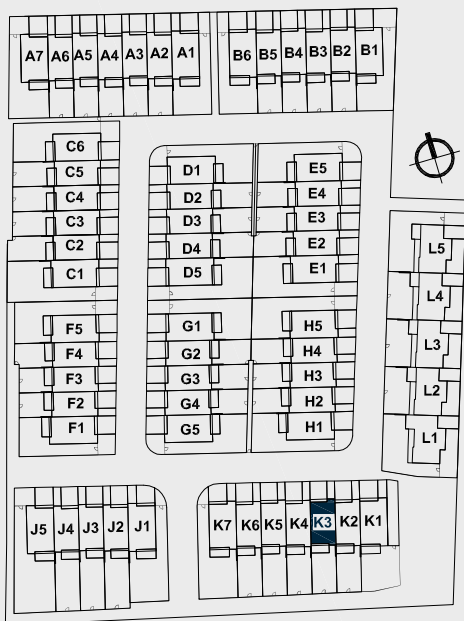 A7 A6 A5 A4 A3 A2 A1
B6 B5 B4 B3 B2 B1
C6
C5
C4
C3
C2
C1
D1
D2
D3
D4
D5
E5
E4
E3
E2
E1
F5
F4
F3
F2
F1
G1
G2
G3
G4
G5
H5
H4
H3
H2
H1
L5
L4
L3
L2
L1
J5 J4 J3 J2 J1
K7 K6 K5 K4 K3 K2 K1